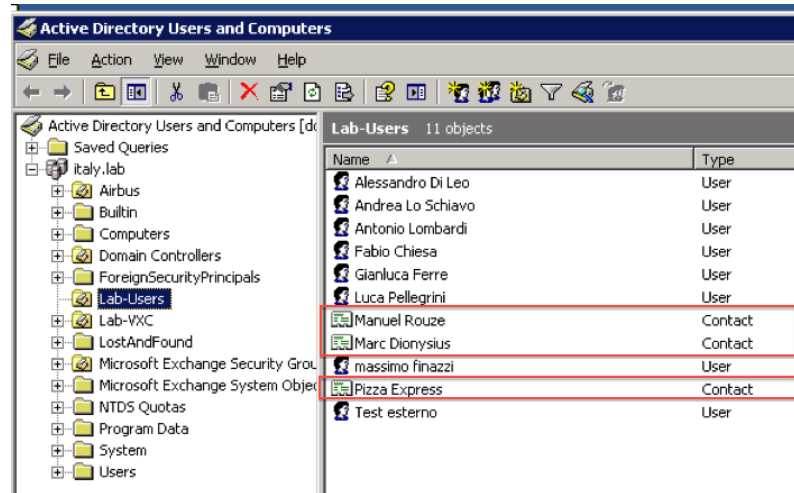 Active Directory Users and Computers
File Action View Window Help
Active Directory Users and Computers [do
Saved Queries
italy.lab
Airbus
Builtin
Computers
Domain Controllers
ForeignSecurityPrincipals
Lab-Users
Lab-VXC
LostAndFound
Microsoft Exchange Security Grou
Microsoft Exchange System Objec
NTDS Quotas
Program Data
System
Users
Lab-Users 11 objects
Name Type
Alessandro Di Leo User
Andrea Lo Schiavo User
Antonio Lombardi User
Fabio Chiesa User
Gianluca Ferre User
Luca Pellegrini User
Manuel Rouze Contact
Marc Dionysius Contact
massimo finazzi User
Pizza Express Contact
Test esterno User